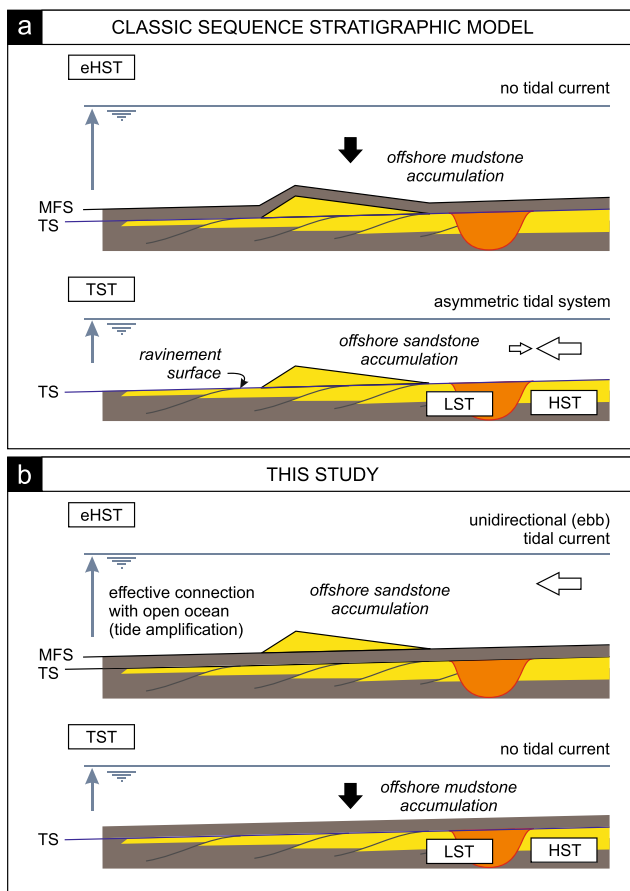 a
CLASSIC SEQUENCE STRATIGRAPHIC MODEL
eHST
no tidal current
offshore mudstone
accumulation
MFS
TS
TST
asymmetric tidal system
ravinement
surface
offshore sandstone
accumulation
TS
LST
HST
b
THIS STUDY
eHST
unidirectional (ebb)
tidal current
effective connection
with open ocean
(tide amplification)
offshore sandstone
accumulation
MFS
TS
TST
no tidal current
offshore mudstone
accumulation
TS
LST
HST